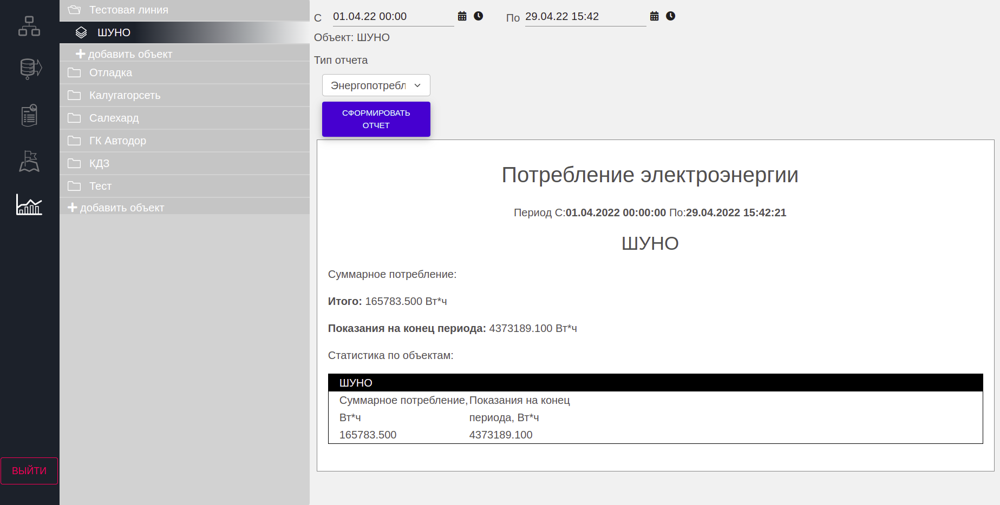 Тестовая линия
ШУНО
добавить объект
Отладка
Калугагорсеть
Салехард
ГК Автодор
КДЗ
Тест
добавить объект
ВЫЙТИ
С 01.04.22 00:00 По 29.04.22 15:42
Объект: ШУНО
Тип отчета
Энергопотребл
СФОРМИРОВАТЬ
ОТЧЕТ
Потребление электроэнергии
Период С:01.04.2022 00:00:00 По:29.04.2022 15:42:21
ШУНО
Суммарное потребление:
Итого: 165783.500 Вт*ч
Показания на конец периода: 4373189.100 Вт*ч
Статистика по объектам:
ШУНО
Суммарное потребление, Показания на конец
Вт*ч периода, Вт*ч
165783.500 4373189.100